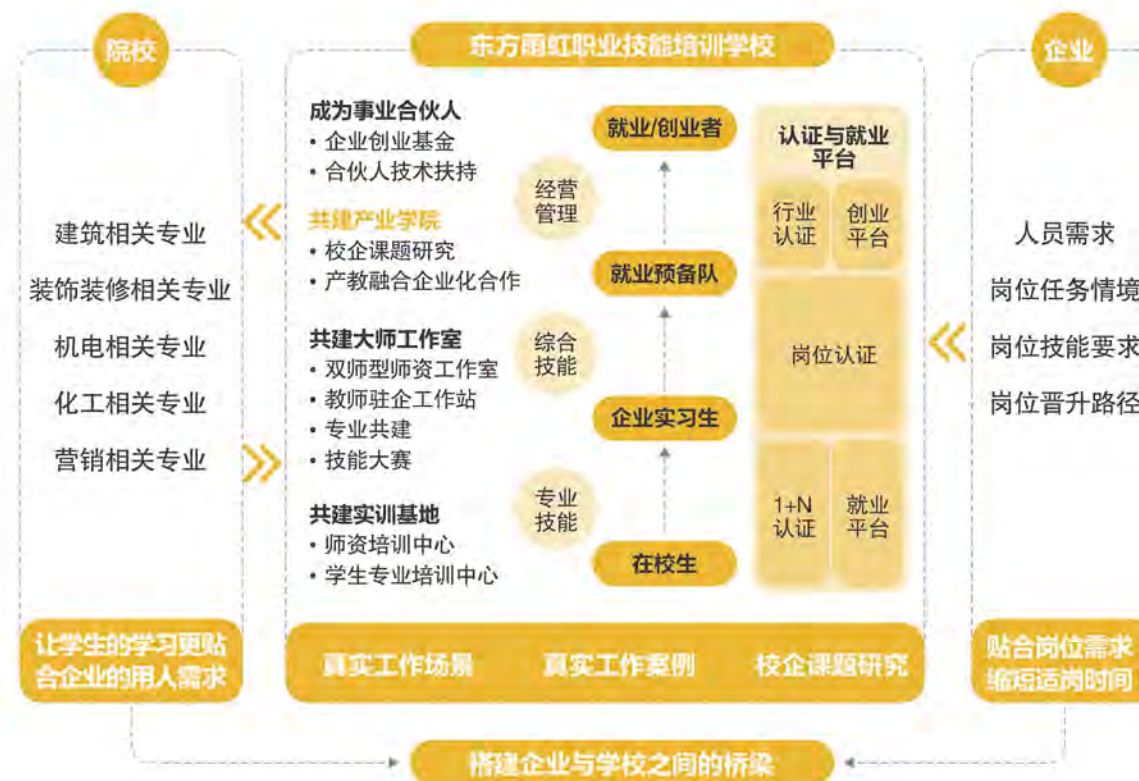 院校
建筑相关专业
装饰装修相关专业
机电相关专业
化工相关专业
营销相关专业
让学生的学习更贴
合企业的用人需求
东方雨虹职业技能培训学校
成为事业合伙人
• 企业创业基金
• 合伙人技术扶持
共建产业学院
• 校企课题研究
• 产教融合企业化合作
共建大师工作室
• 双师型师资工作室
• 教师驻企工作站
• 专业共建
• 技能大赛
共建实训基地
• 师资培训中心
• 学生专业培训中心
经营
管理
综合
技能
专业
技能
就业/创业者
就业预备队
企业实习生
在校生
认证与就业
平台
行业
认证
创业
平台
岗位认证
1+N
认证
就业
平台
真实工作场景
真实工作案例
校企课题研究
企业
人员需求
岗位任务情境
岗位技能要求
岗位晋升路径
贴合岗位需求
缩短适岗时间
搭建企业与学校之间的桥梁